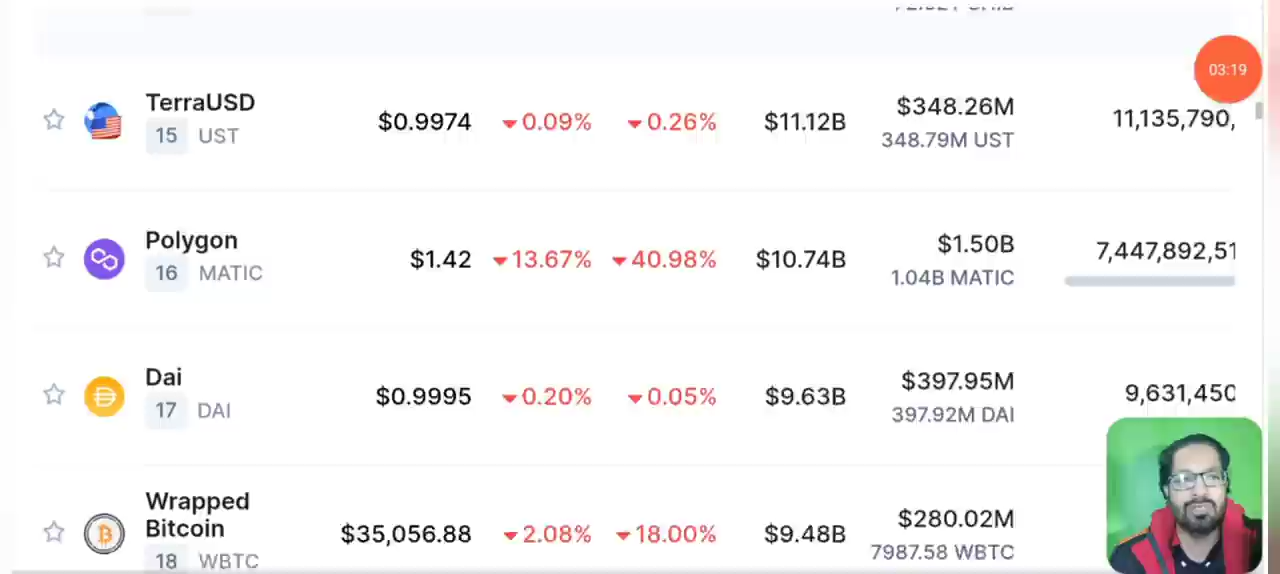 03:19
TerraUSD
15 UST
$0.9974 0.09% 0.26% $11.12B $348.26M 11,135,790,
348.79M UST
Polygon
16 MATIC
$1.42 13.67% 40.98% $10.74B $1.50B 7,447,892,51
1.04B MATIC
Dai
17 DAI
$0.9995 0.20% 0.05% $9.63B $397.95M 9,631,450
397.92M DAI
Wrapped
Bitcoin
18 WBTC
$35,056.88 2.08% 18.00% $9.48B $280.02M
7987.58 WBTC